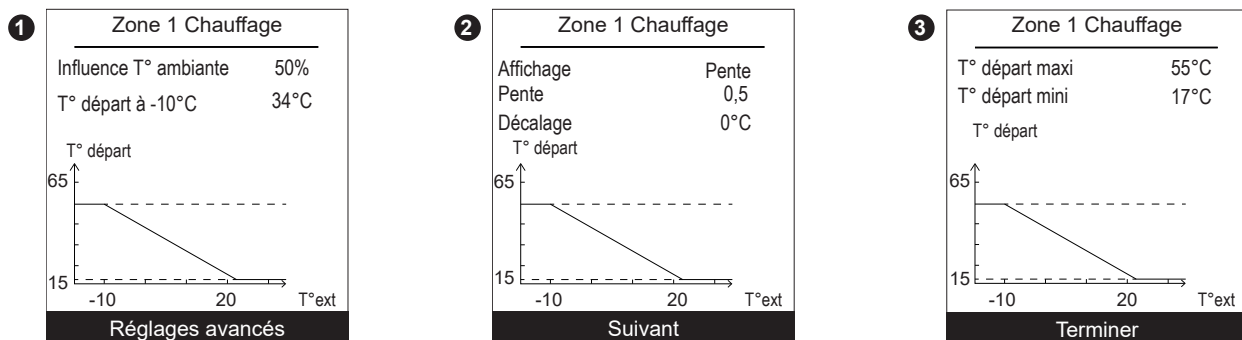 1
Zone 1 Chauffage
Influence T° ambiante 50%
T° départ à -10°C 34°C
T° départ
65
15
-10 20 T°ext
Réglages avancés
2
Zone 1 Chauffage
Affichage Pente
Pente 0,5
Décalage 0°C
T° départ
65
15
-10 20 T°ext
Suivant
3
Zone 1 Chauffage
T° départ maxi 55°C
T° départ mini 17°C
T° départ
65
15
-10 20 T°ext
Terminer